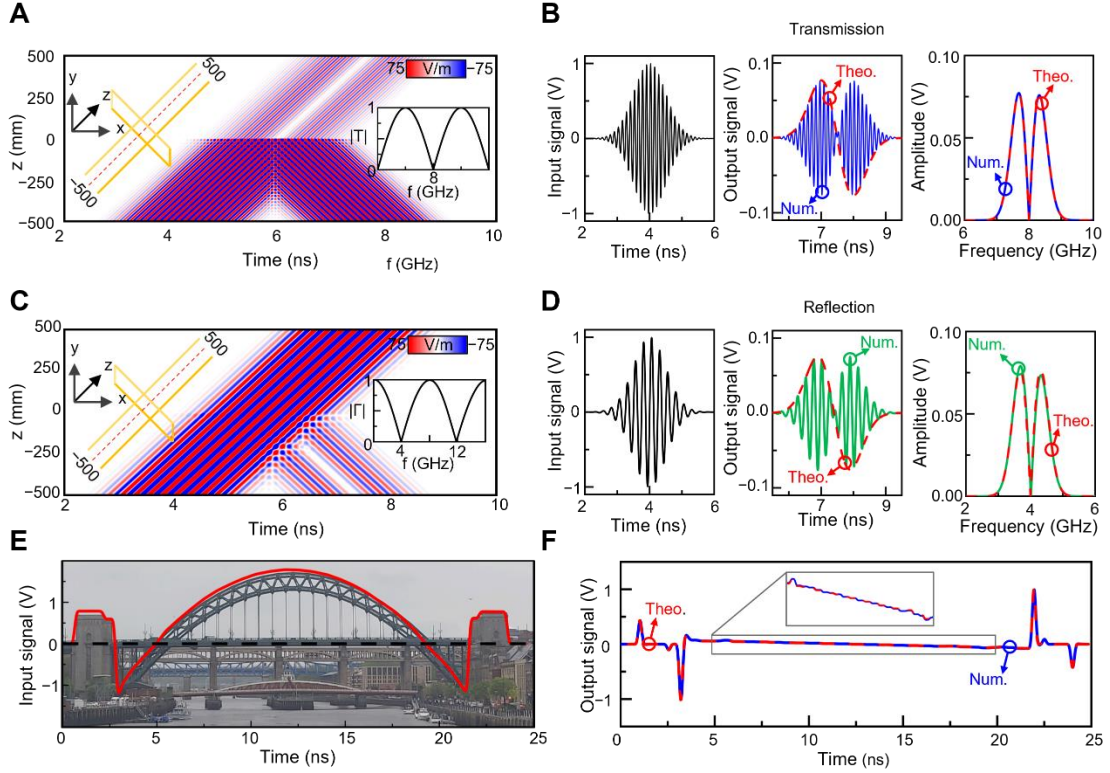 A
500
250
0
−250
−500
z (mm)
y
z
x
500
−500
75 V/m −75
1
|T|
0
8
f (GHz)
2 4 6 8 10
Time (ns)
f (GHz)
B
Transmission
Input signal (V)
1
0
−1
2 4 6
Time (ns)
Output signal (V)
0.1
0.0
−0.1
Theo.
Num.
7 8 9
Time (ns)
Amplitude (V)
0.10
0.05
0.00
Theo.
Num.
6 8 10
Frequency (GHz)
C
500
250
0
−250
−500
z (mm)
y
z
x
500
−500
75 V/m −75
1
|Γ|
0
4 12
f (GHz)
2 4 6 8 10
Time (ns)
D
Reflection
Input signal (V)
1
0
−1
2 4 6
Time (ns)
Output signal (V)
0.1
0.0
−0.1
Num.
Theo.
7 8 9
Time (ns)
Amplitude (V)
0.10
0.05
0.00
Num.
Theo.
2 4 6
Frequency (GHz)
E
Input signal (V)
1
0
−1
0 5 10 15 20 25
Time (ns)
F
Output signal (V)
1
0
−1
Theo.
Num.
0 5 10 15 20 25
Time (ns)